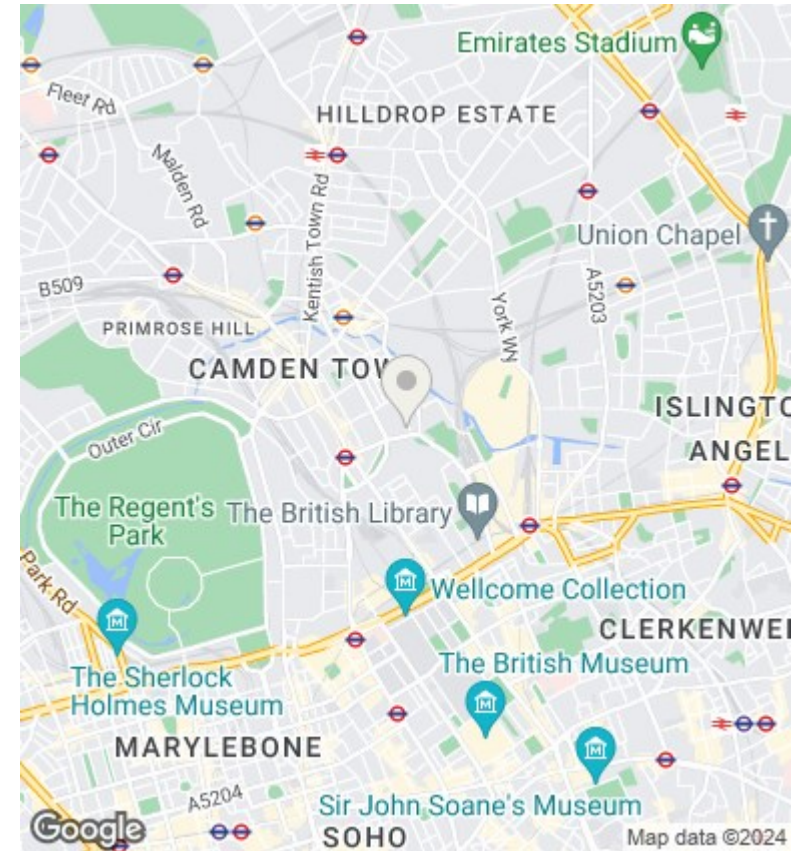 Emirates Stadium
Fleet Rd
HILLDROP ESTATE
Malden Rd
Kentish Town Rd
Union Chapel
A5203
B509
York WY
PRIMROSE HILL
CAMDEN TOW
ISLINGTO
Outer Cir
ANGEL
The Regent's
Park
The British Library
Park Rd
Wellcome Collection
CLERKENWE
The British Museum
The Sherlock
Holmes Museum
MARYLEBONE
A5204
Sir John Soane's Museum
Google
SOHO
Map data ©2024